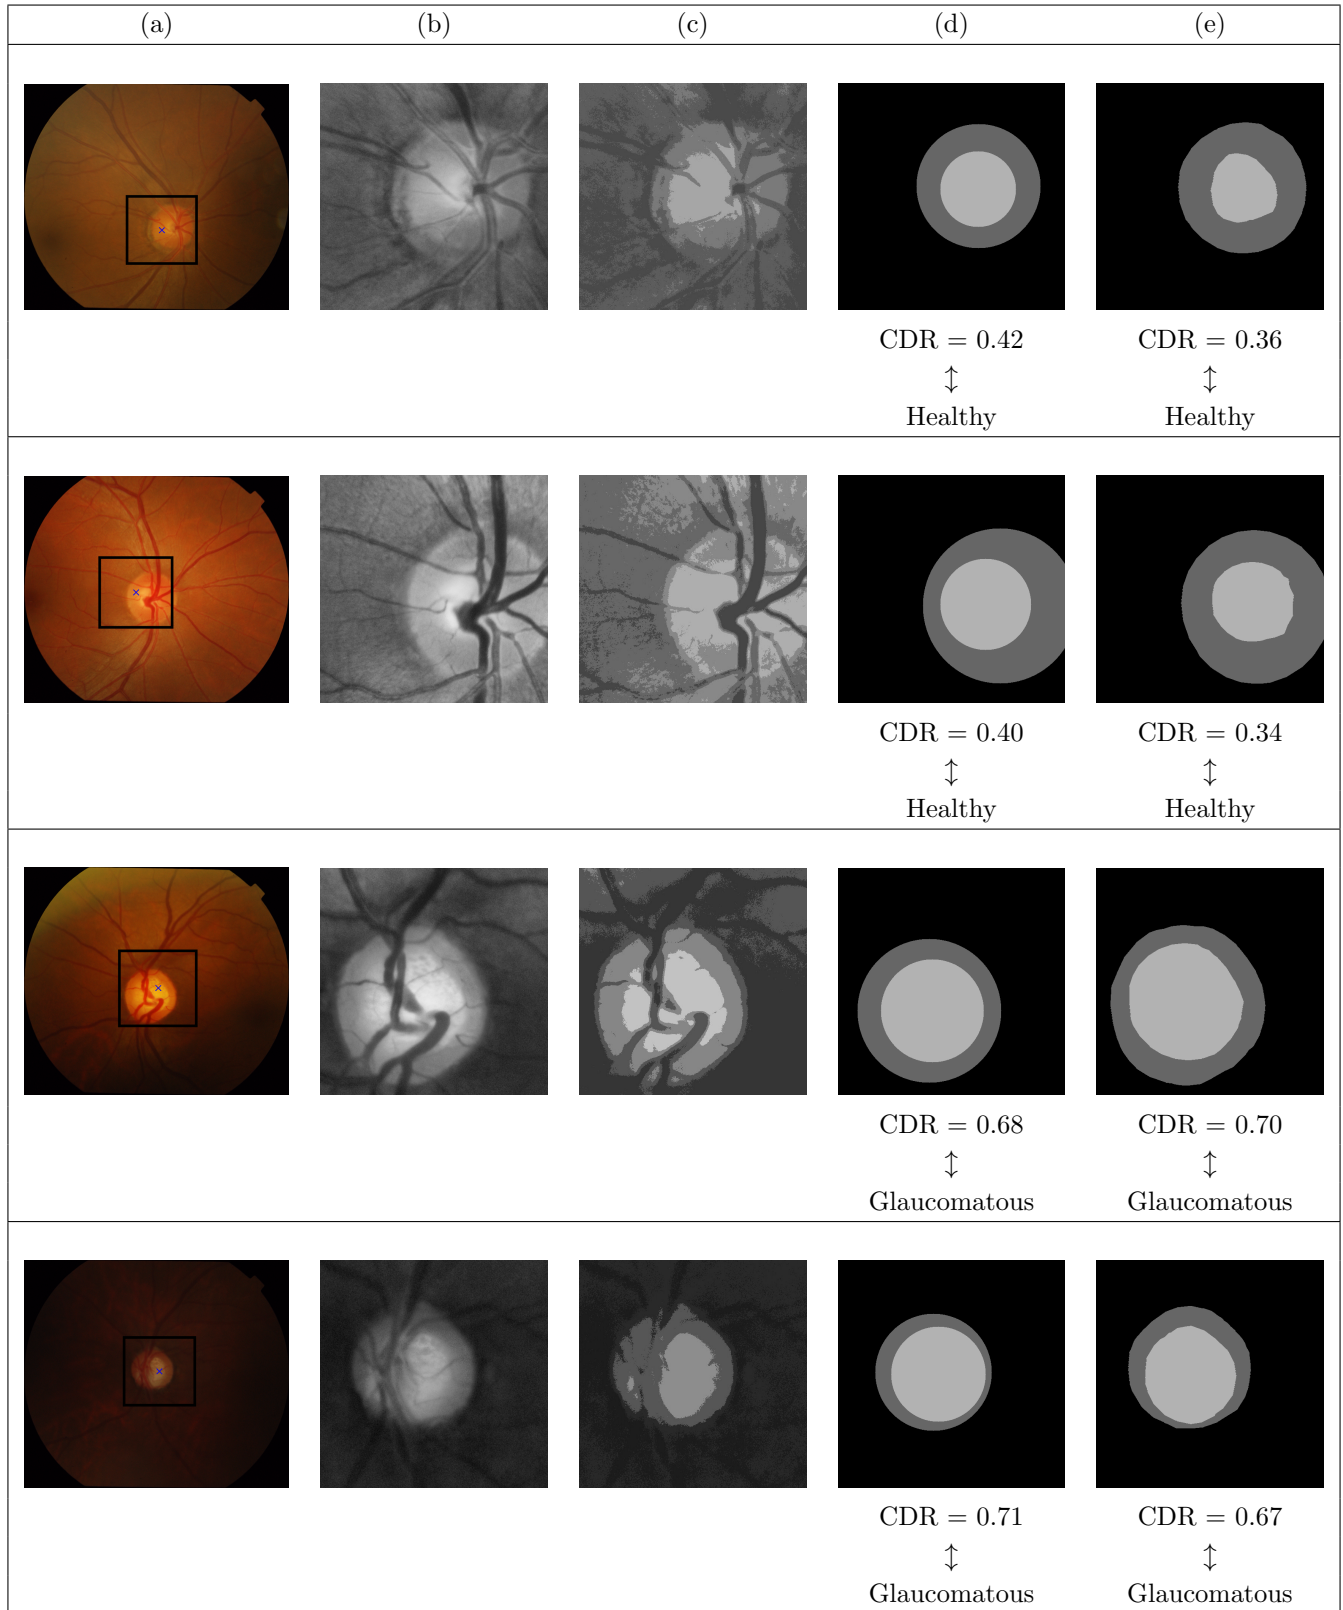 (a) (b) (c) (d) (e)
CDR = 0.42 CDR = 0.36
↕ ↕
Healthy Healthy
CDR = 0.40 CDR = 0.34
↕ ↕
Healthy Healthy
CDR = 0.68 CDR = 0.70
↕ ↕
Glaucomatous Glaucomatous
CDR = 0.71 CDR = 0.67
↕ ↕
Glaucomatous Glaucomatous